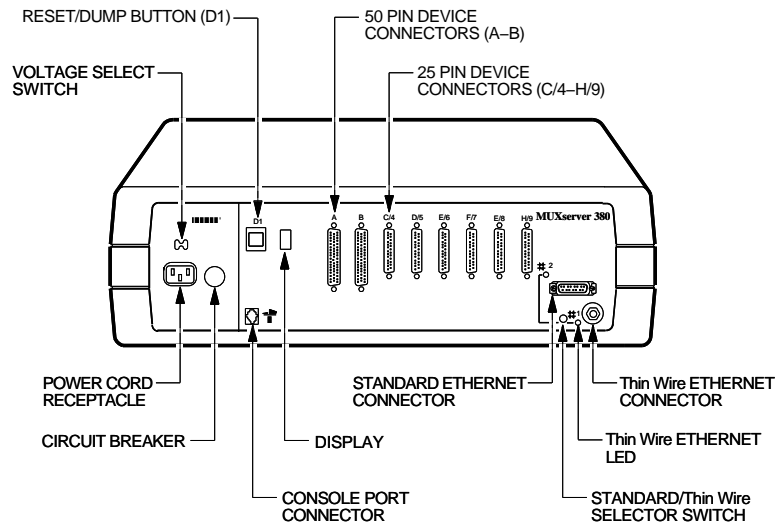 RESET/DUMP BUTTON (D1)
50 PIN DEVICE
CONNECTORS (A–B)
VOLTAGE SELECT
SWITCH
25 PIN DEVICE
CONNECTORS (C/4–H/9)
D1
A
B
C/4
D/5
E/6
F/7
E/8
H/9
MUXserver 380
# 2
#1
POWER CORD
RECEPTACLE
STANDARD ETHERNET
CONNECTOR
Thin Wire ETHERNET
CONNECTOR
CIRCUIT BREAKER
DISPLAY
Thin Wire ETHERNET
LED
CONSOLE PORT
CONNECTOR
STANDARD/Thin Wire
SELECTOR SWITCH